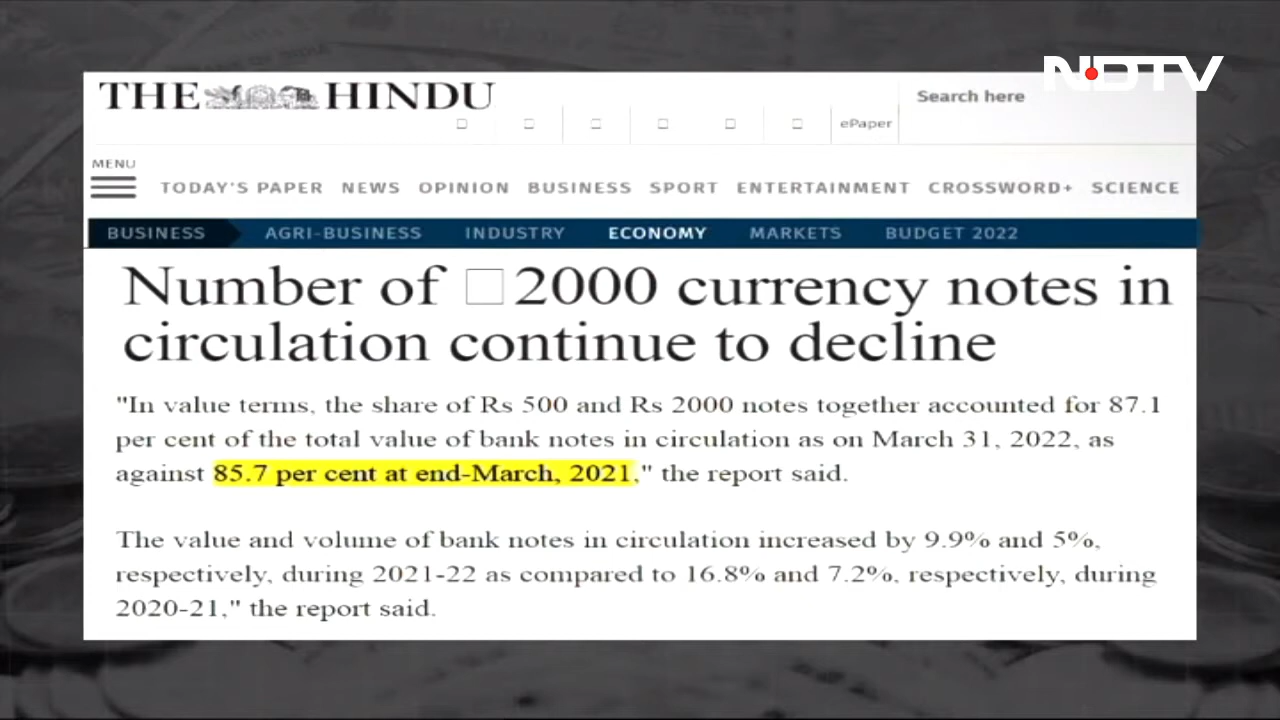 NDTV
THE HINDU
Search here
ePaper
MENU
TODAY'S PAPER NEWS OPINION BUSINESS SPORT ENTERTAINMENT CROSSWORD+ SCIENCE
BUSINESS AGRI-BUSINESS INDUSTRY ECONOMY MARKETS BUDGET 2022
Number of □2000 currency notes in
circulation continue to decline
"In value terms, the share of Rs 500 and Rs 2000 notes together accounted for 87.1
per cent of the total value of bank notes in circulation as on March 31, 2022, as
against 85.7 per cent at end-March, 2021," the report said.
The value and volume of bank notes in circulation increased by 9.9% and 5%,
respectively, during 2021-22 as compared to 16.8% and 7.2%, respectively, during
2020-21," the report said.